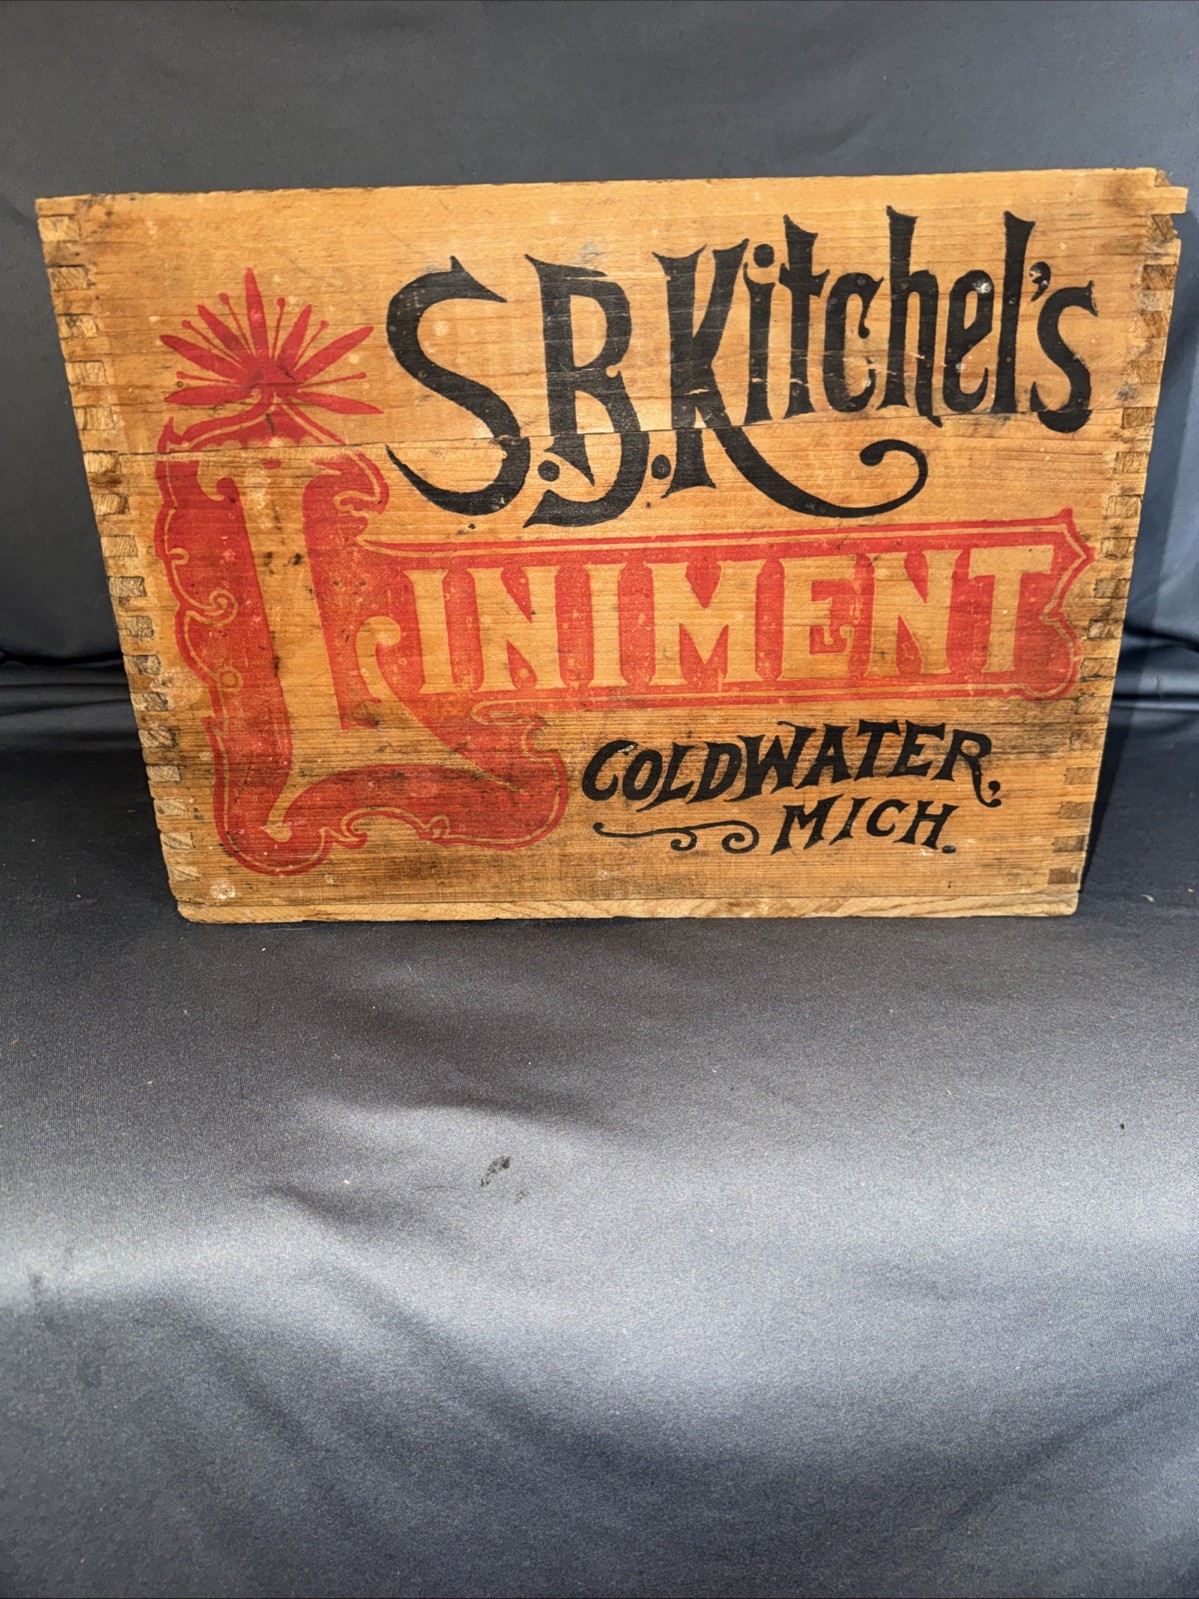 S.B. Kitchel's
LINIMENT
COLDWATER,
MICH.